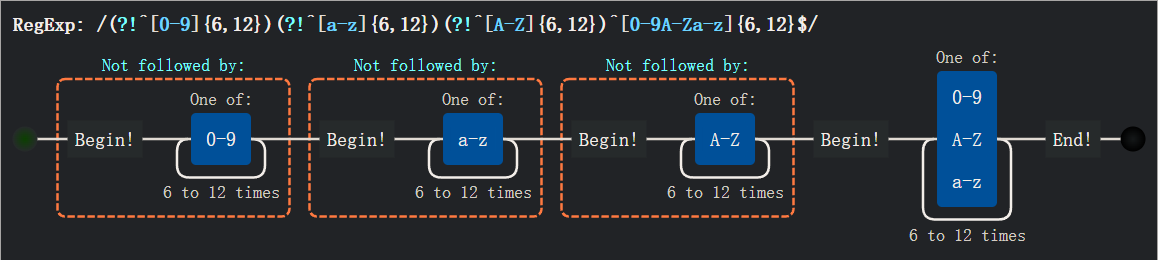 RegExp: /(?!^[0-9]{6,12})(?!^[a-z]{6,12})(?!^[A-Z]{6,12})^[0-9A-Za-z]{6,12}$/
Not followed by: Not followed by: Not followed by: One of:
One of: One of: One of: 0-9
Begin! 0-9 Begin! a-z Begin! A-Z Begin! A-Z End!
a-z
6 to 12 times 6 to 12 times 6 to 12 times
6 to 12 times